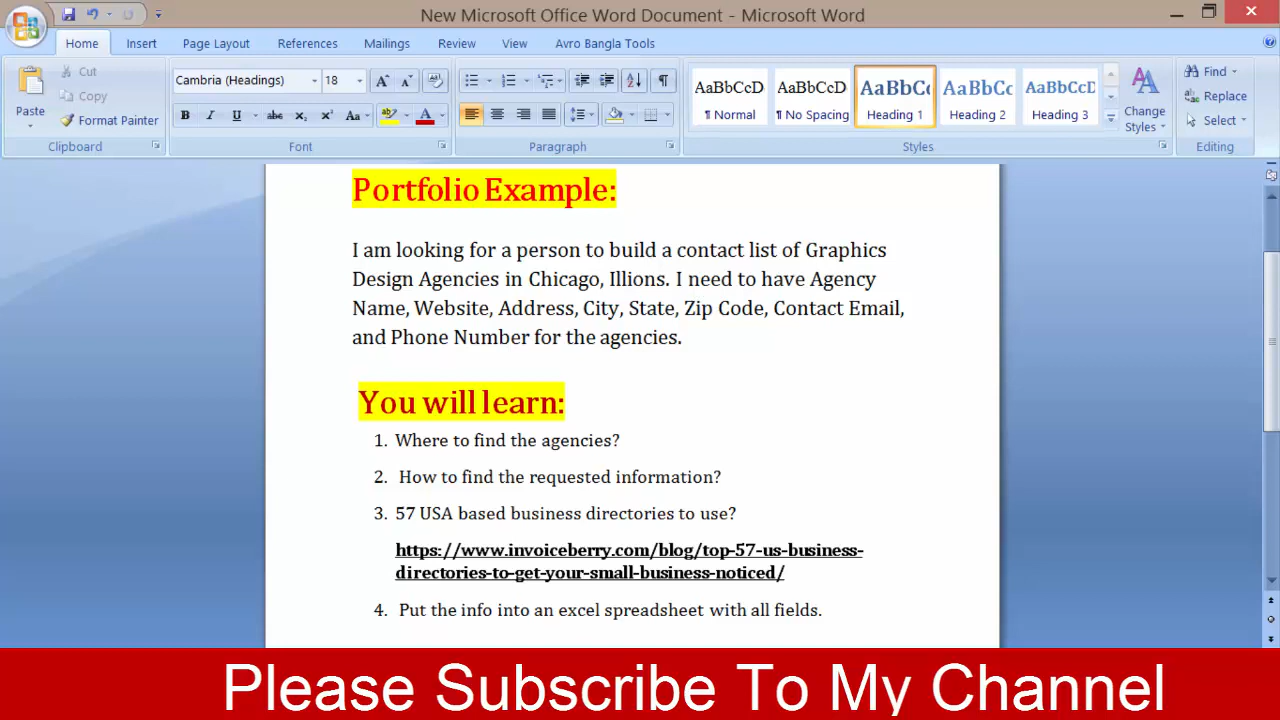 New Microsoft Office Word Document - Microsoft Word
Home Insert Page Layout References Mailings Review View Avro Bangla Tools
Paste
Cut
Copy
Format Painter
Clipboard
Cambria (Headings) 18
B I U abc x₂ x² Aa
Font
Paragraph
AaBbCcD AaBbCcD AaBbCc AaBbCc AaBbCcD
¶ Normal ¶ No Spacing Heading 1 Heading 2 Heading 3
Change
Styles
Styles
Find
Replace
Select
Editing
Portfolio Example:
I am looking for a person to build a contact list of Graphics
Design Agencies in Chicago, Illions. I need to have Agency
Name, Website, Address, City, State, Zip Code, Contact Email,
and Phone Number for the agencies.
You will learn:
1. Where to find the agencies?
2. How to find the requested information?
3. 57 USA based business directories to use?
https://www.invoiceberry.com/blog/top-57-us-business-
directories-to-get-your-small-business-noticed/
4. Put the info into an excel spreadsheet with all fields.
Please Subscribe To My Channel